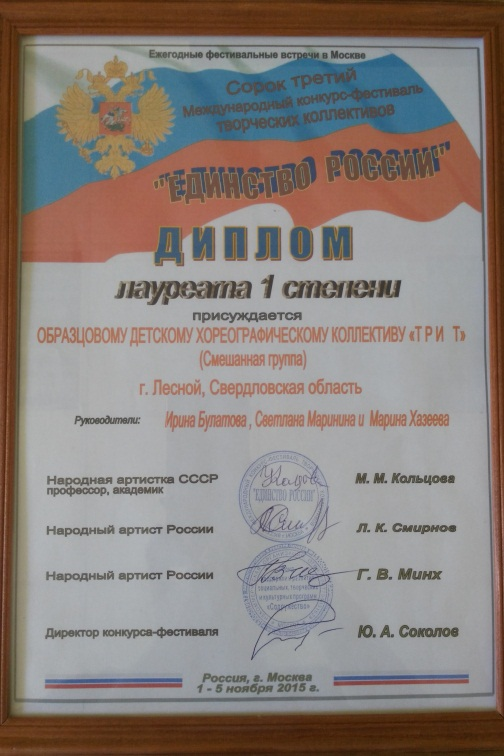 Ежегодные фестивальные встречи в Москве
Сорок третий
Международный конкурс-фестиваль
творческих коллективов
"ЕДИНСТВО РОССИИ"
ДИПЛОМ
лауреата 1 степени
присуждается
ОБРАЗЦОВОМУ ДЕТСКОМУ ХОРЕОГРАФИЧЕСКОМУ КОЛЛЕКТИВУ «Т Р И Т»
(Смешанная группа)
г. Лесной, Свердловская область
Руководители: Ирина Булатова , Светлана Маринина и Марина Хазеева
Народная артистка СССР М. М. Кольцова
профессор, академик
"ЕДИНСТВО РОССИИ"
Народный артист России Л. К. Смирнов
Народный артист России Г. В. Минх
Директор конкурса-фестиваля Ю. А. Соколов
Россия, г. Москва
1 - 5 ноября 2015 г.